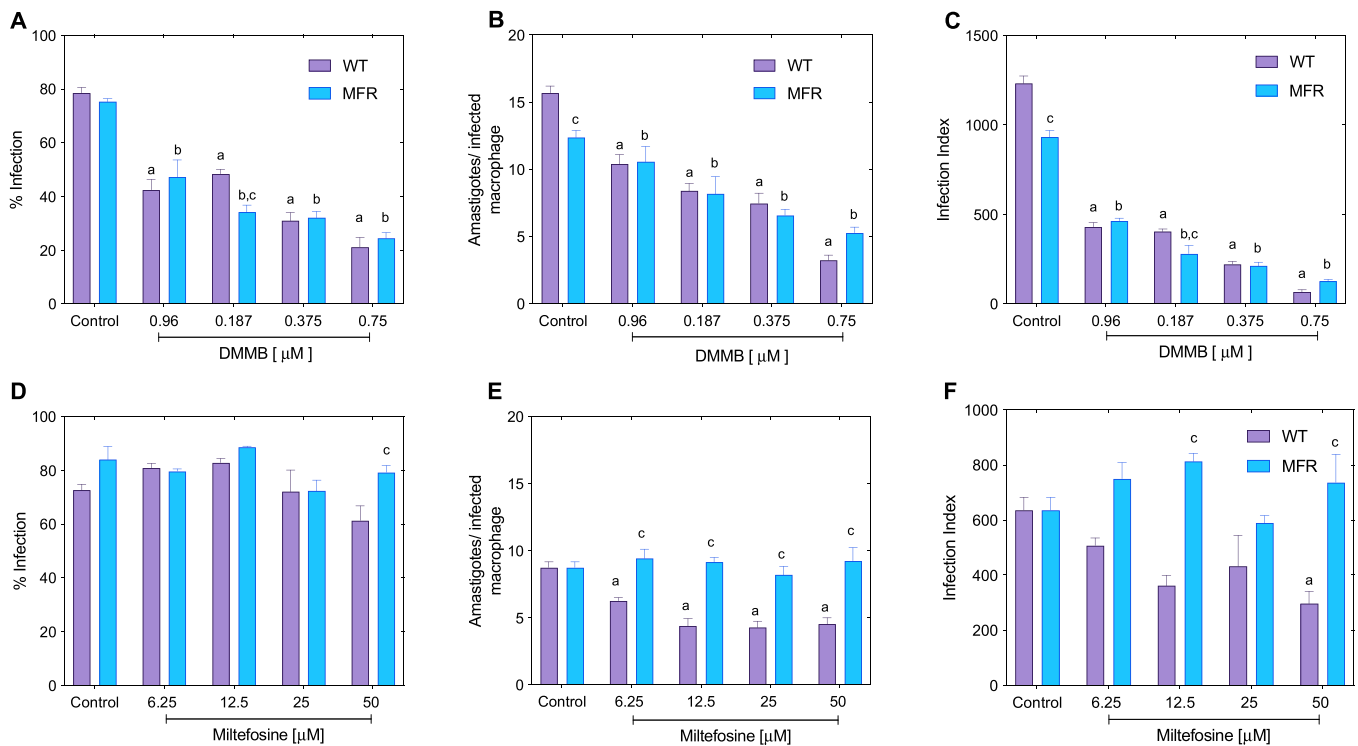 A
100
80
60
40
20
0
% Infection
WT
MFR
a
b
a
b,c
a
b
a
b
Control
0.96
0.187
0.375
0.75
DMMB [ μM ]
B
20
15
10
5
0
Amastigotes/ infected
macrophage
WT
MFR
c
a
b
a
b
a
b
a
b
Control
0.96
0.187
0.375
0.75
DMMB [ μM ]
C
1500
1000
500
0
Infection Index
WT
MFR
c
a
b
a
b,c
a
b
a
b
Control
0.96
0.187
0.375
0.75
DMMB [ μM ]
D
100
80
60
40
20
0
% Infection
c
Control
6.25
12.5
25
50
Miltefosine [μM]
E
20
15
10
5
0
Amastigotes/ infected
macrophage
a
c
a
c
a
c
a
c
Control
6.25
12.5
25
50
Miltefosine [μM]
F
1000
800
600
400
200
0
Infection Index
WT
MFR
c
a
c
Control
6.25
12.5
25
50
Miltefosine [μM]